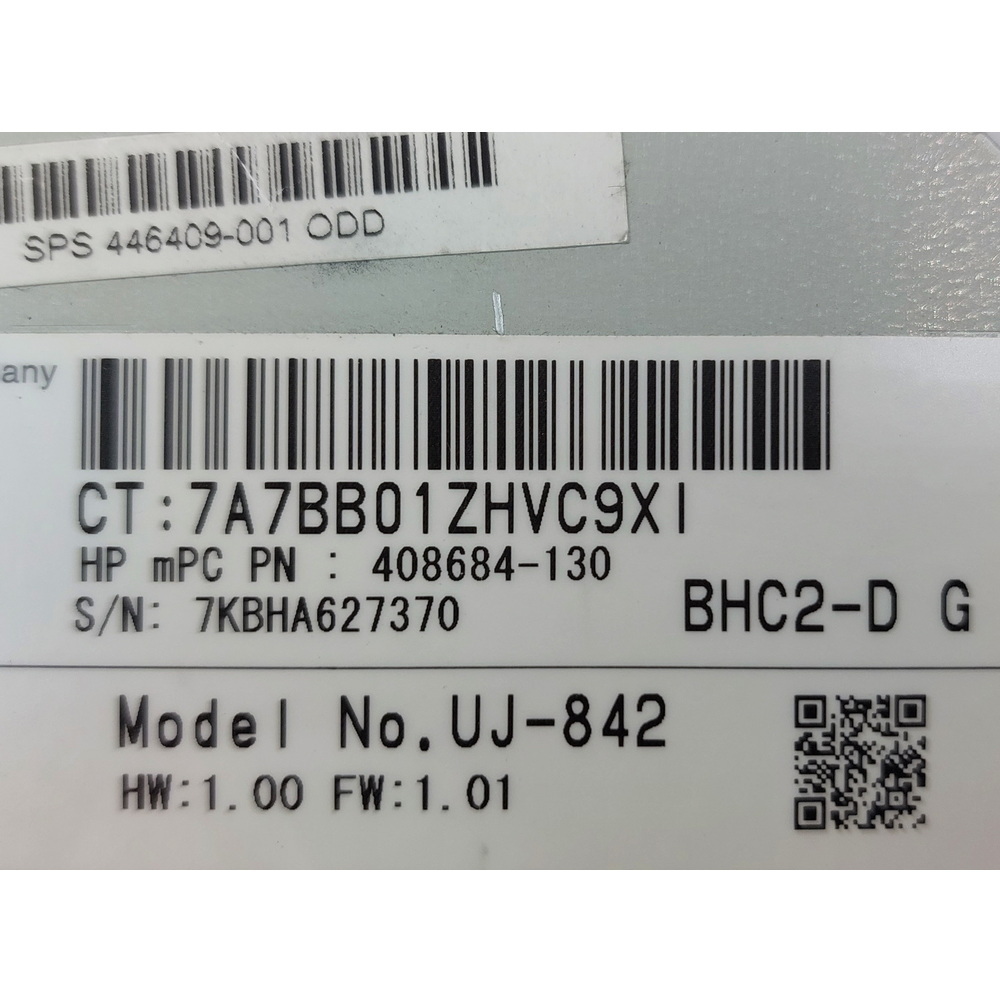 SPS 446409-001 ODD
any
CT:7A7BB01ZHVC9XI
HP mPC PN : 408684-130
S/N: 7KBHA627370
BHC2-D G
Model No.UJ-842
HW:1.00 FW:1.01